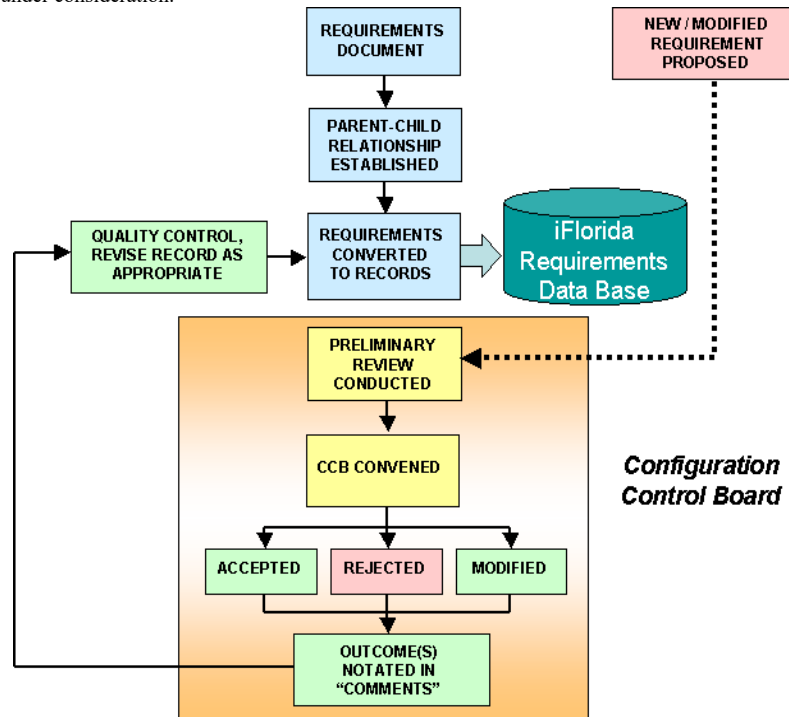 under consideration.
REQUIREMENTS
DOCUMENT
NEW / MODIFIED
REQUIREMENT
PROPOSED
PARENT-CHILD
RELATIONSHIP
ESTABLISHED
QUALITY CONTROL,
REVISE RECORD AS
APPROPRIATE
REQUIREMENTS
CONVERTED
TO RECORDS
iFlorida
Requirements
Data Base
PRELIMINARY
REVIEW
CONDUCTED
CCB CONVENED
Configuration
Control Board
ACCEPTED
REJECTED
MODIFIED
OUTCOME(S)
NOTATED IN
“COMMENTS”